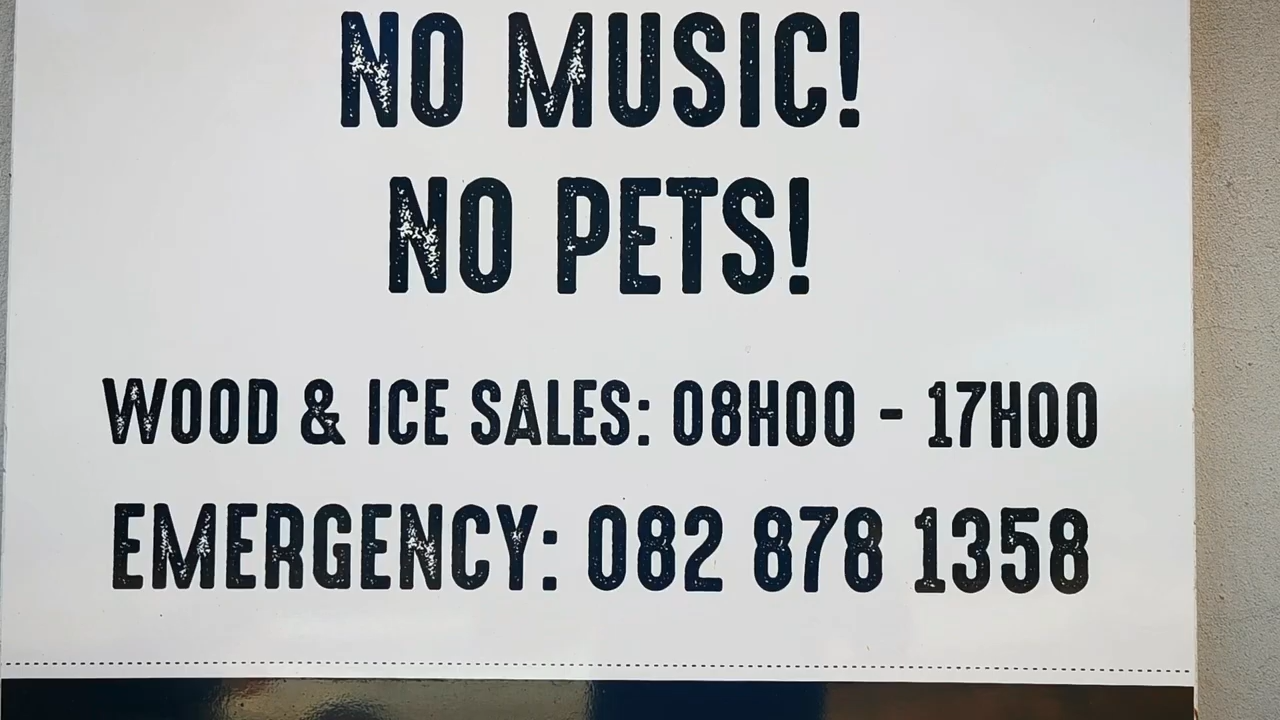 NO MUSIC!
NO PETS!
WOOD & ICE SALES: 08H00 - 17H00
EMERGENCY: 082 878 1358